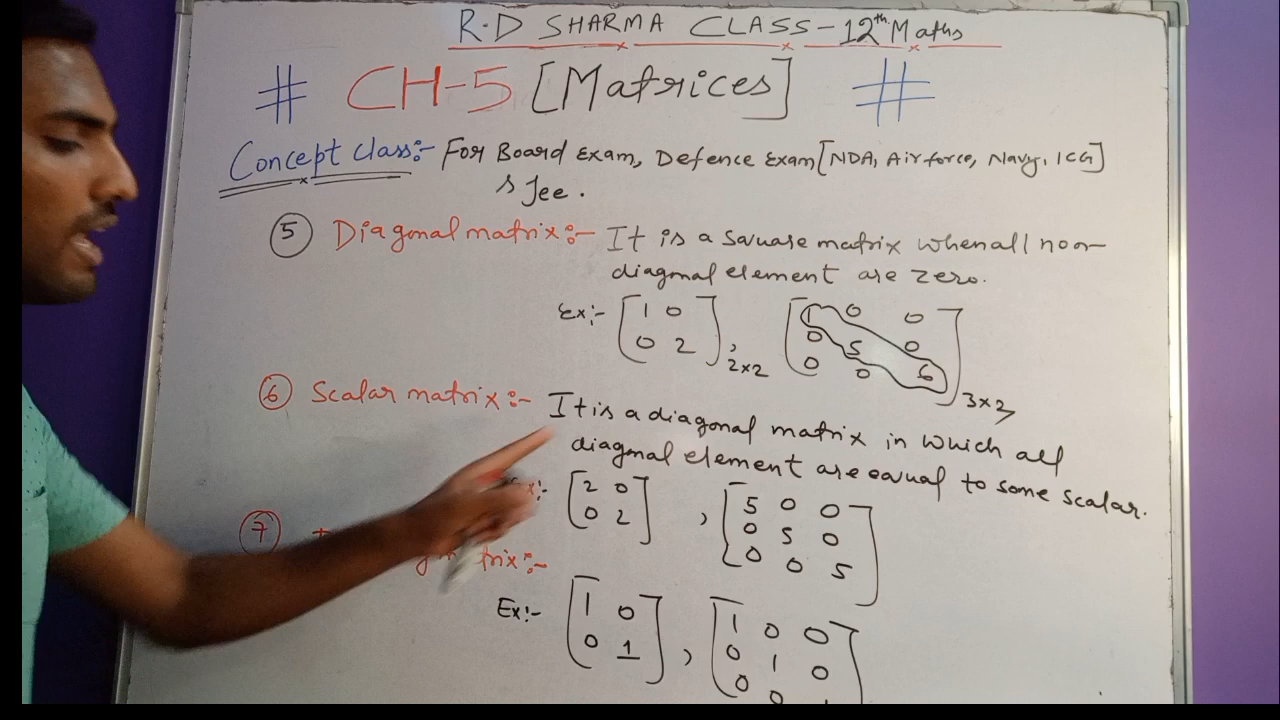 R.D SHARMA CLASS-12th Maths
# CH-5 [Matrices] #
Concept class:- For Board Exam, Defence Exam [NDA, Airforce, Navy, ICG]
& Jee.
5 Diagonal matrix:- It is a square matrix when all non-
diagonal element are zero.
Ex:- [1 0
0 2], 2x2 [1 0 0
0 5 0
0 0 6] 3x2
6 Scalar matrix:- It is a diagonal matrix in which all
diagonal element are equal to some scalar.
Ex:- [2 0
0 2], [5 0 0
0 5 0
0 0 5]
7 trix:-
Ex:- [1 0
0 1], [1 0 0
0 1 0
0 0